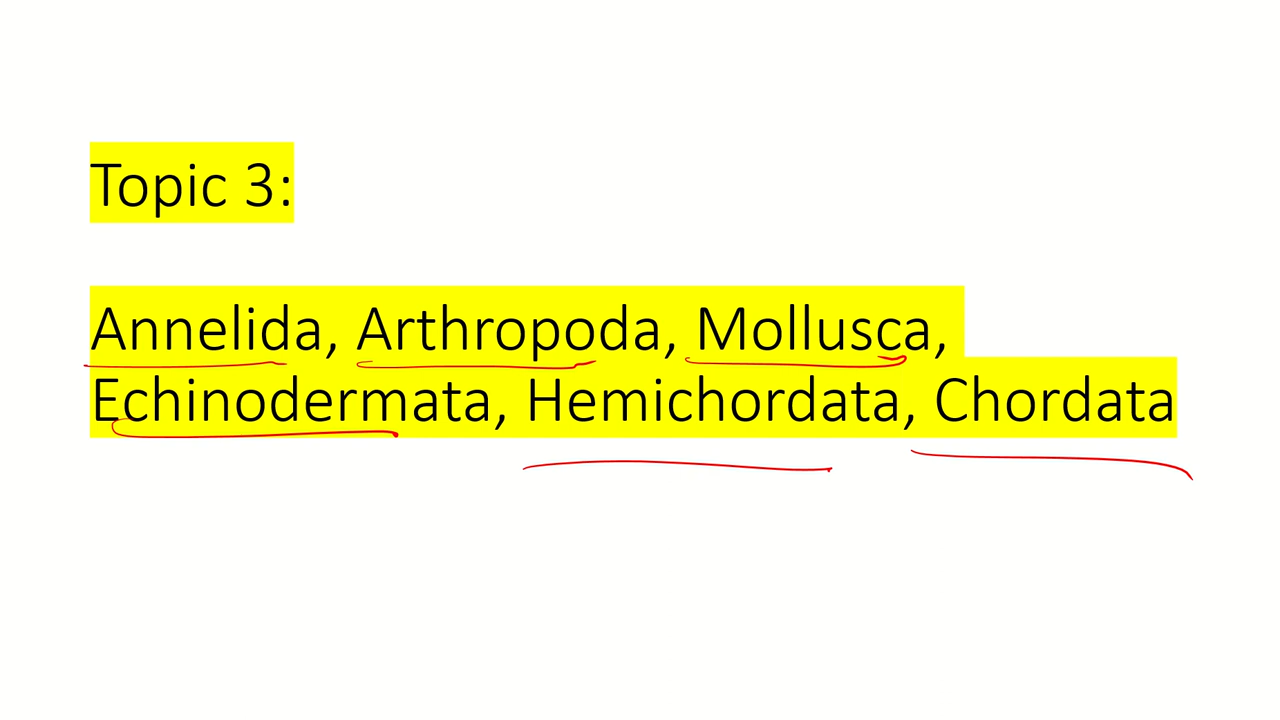 Topic 3:
Annelida, Arthropoda, Mollusca,
Echinodermata, Hemichordata, Chordata